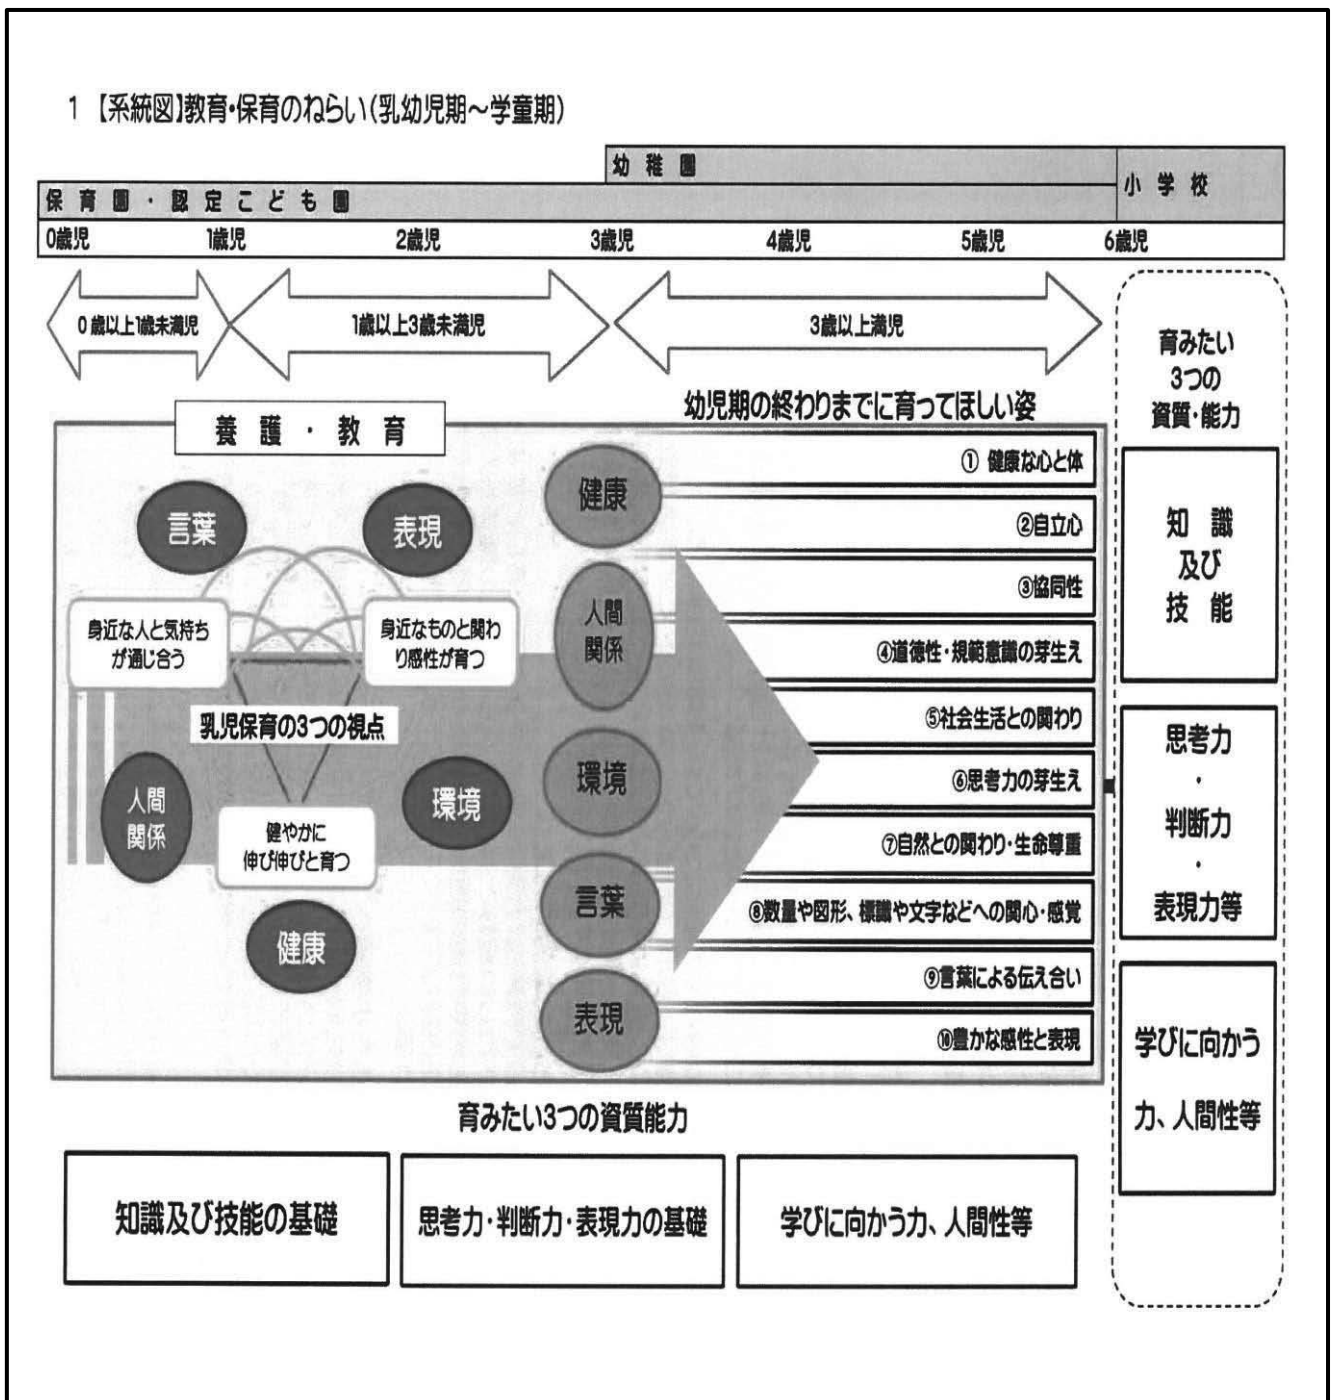 1 【系統図】教育・保育のねらい(乳幼児期～学童期)
幼稚園
保育園・認定こども園
小学校
0歳児 1歳児 2歳児 3歳児 4歳児 5歳児 6歳児
0歳以上1歳未満児
1歳以上3歳未満児
3歳以上満児
育みたい
3つの
資質・能力
幼児期の終わりまでに育ってほしい姿
養護・教育
言葉
表現
身近な人と気持ち
が通じ合う
身近なものと関わ
り感性が育つ
乳児保育の3つの視点
人間
関係
環境
健やかに
伸び伸びと育つ
健康
健康
人間
関係
環境
言葉
表現
① 健康な心と体
②自立心
③協同性
④道徳性・規範意識の芽生え
⑤社会生活との関わり
⑥思考力の芽生え
⑦自然との関わり・生命尊重
⑧数量や図形、標識や文字などへの関心・感覚
⑨言葉による伝え合い
⑩豊かな感性と表現
知識
及び
技能
思考力
・
判断力
・
表現力等
学びに向かう
力、人間性等
育みたい3つの資質能力
知識及び技能の基礎
思考力・判断力・表現力の基礎
学びに向かう力、人間性等